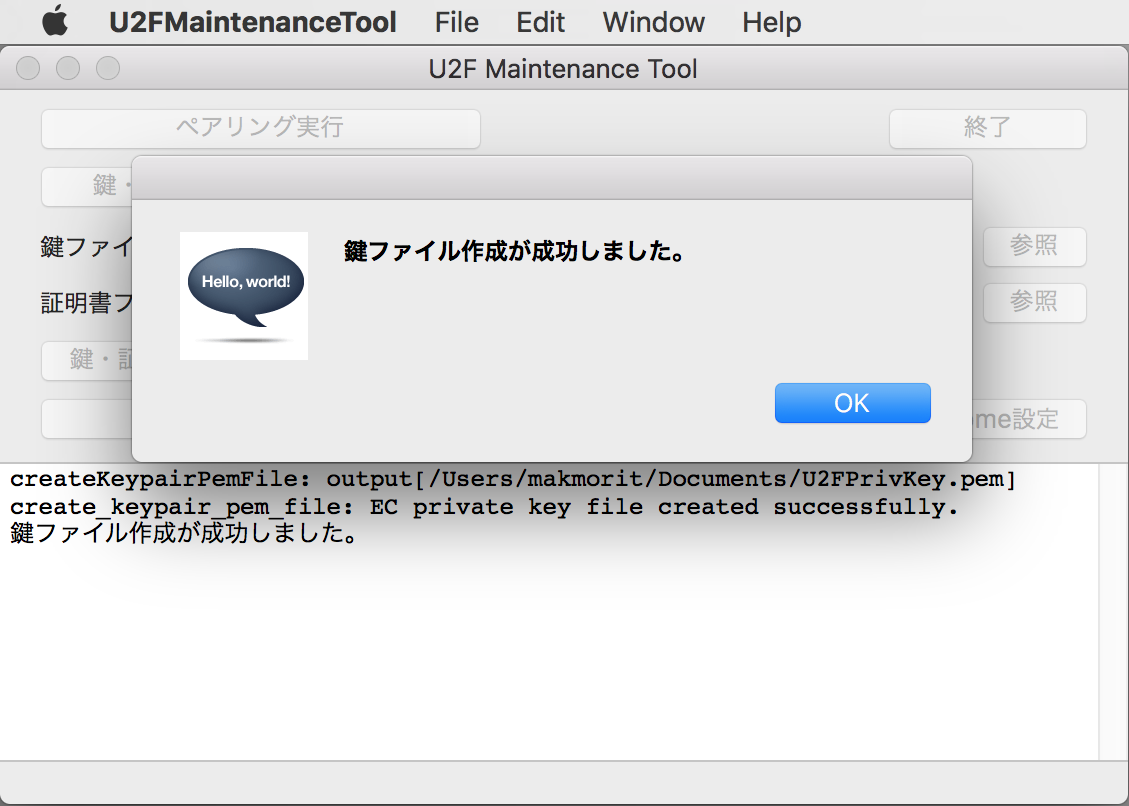 U2FMaintenanceTool File Edit Window Help
U2F Maintenance Tool
ペアリング実行 終了
鍵・
鍵ファイ 参照
証明書フ 参照
鍵・証
me設定
Hello, world!
鍵ファイル作成が成功しました。
OK
createKeypairPemFile: output[/Users/makmorit/Documents/U2FPrivKey.pem]
create_keypair_pem_file: EC private key file created successfully.
鍵ファイル作成が成功しました。